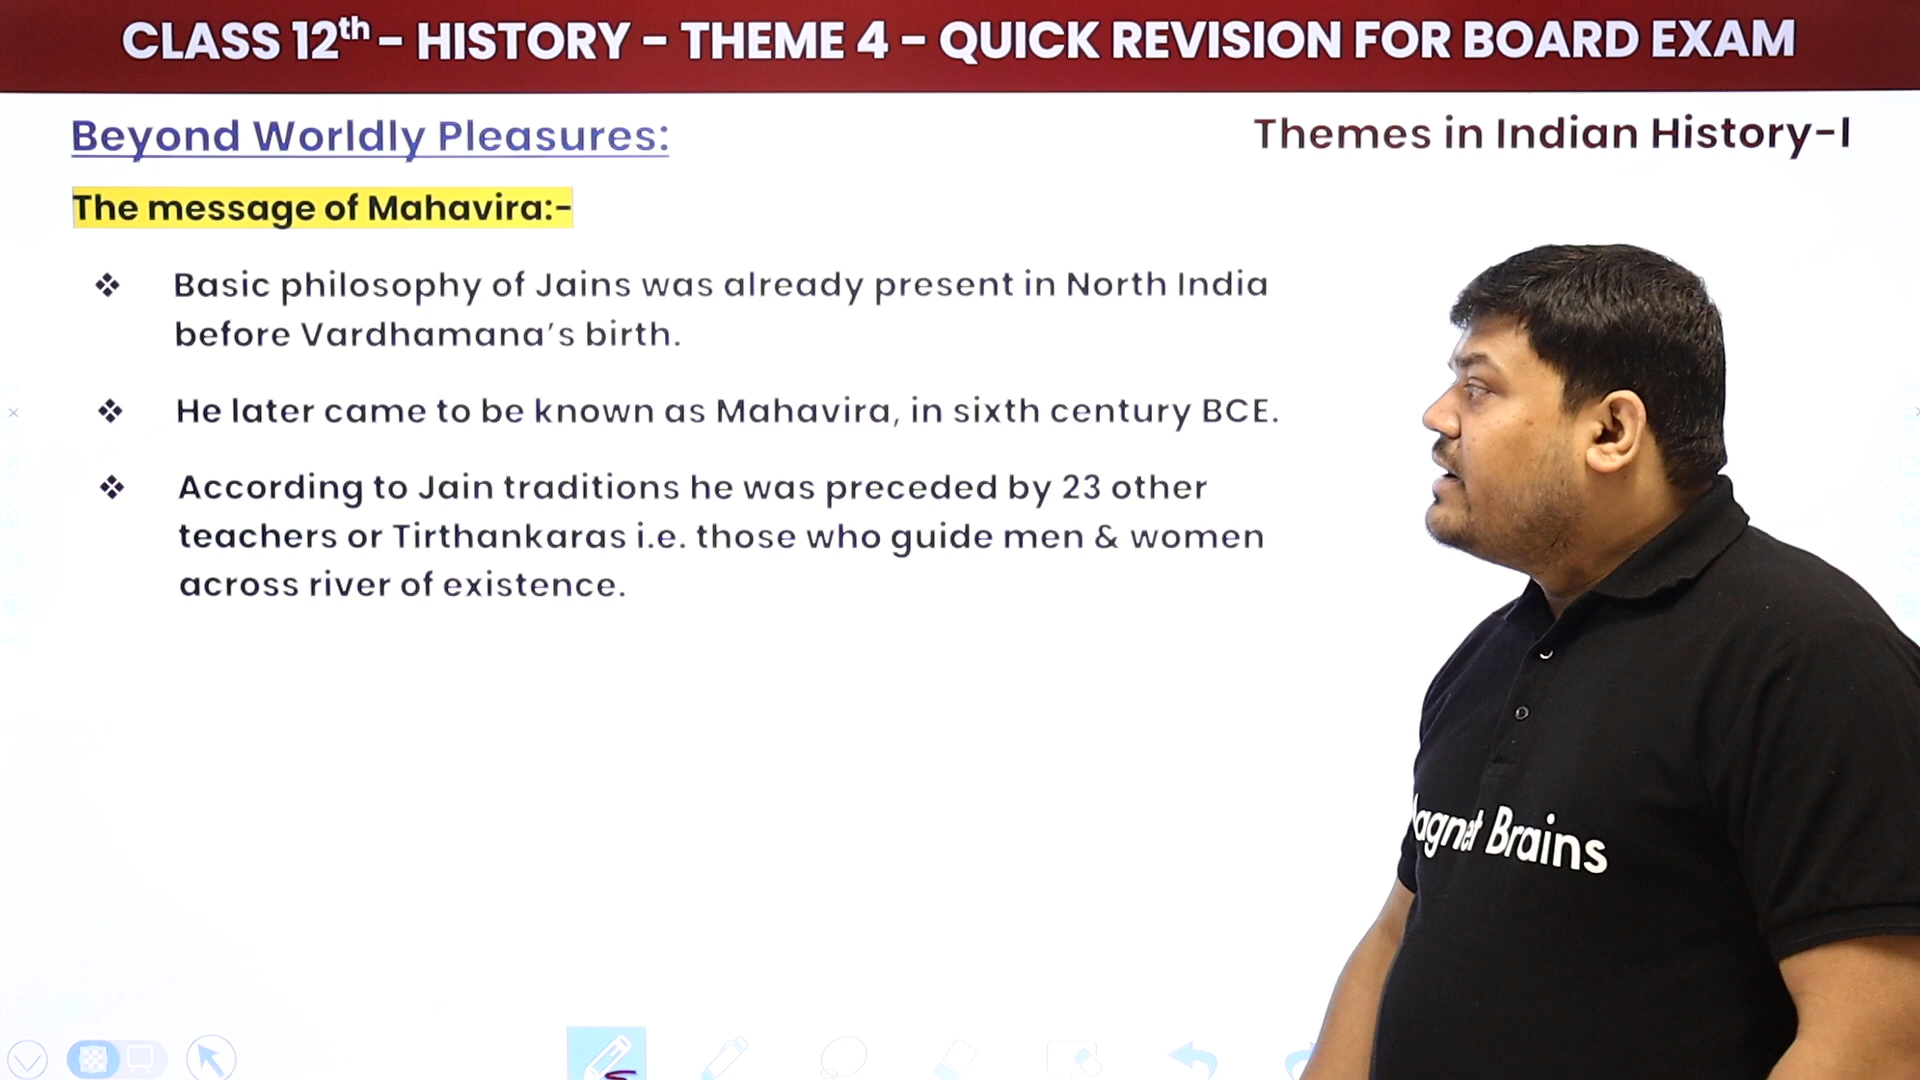 CLASS 12th - HISTORY - THEME 4 - QUICK REVISION FOR BOARD EXAM
Beyond Worldly Pleasures:
Themes in Indian History-I
The message of Mahavira:-
❖ Basic philosophy of Jains was already present in North India
before Vardhamana's birth.
❖ He later came to be known as Mahavira, in sixth century BCE.
❖ According to Jain traditions he was preceded by 23 other
teachers or Tirthankaras i.e. those who guide men & women
across river of existence.
Brains